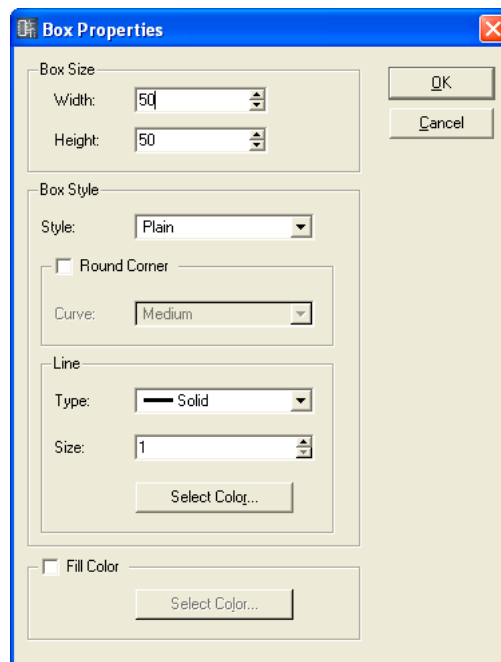 Box Properties
Box Size
Width: 50
OK
Height: 50
Cancel
Box Style
Style: Plain
Round Corner
Curve: Medium
Line
Type: Solid
Size: 1
Select Color...
Fill Color
Select Color...